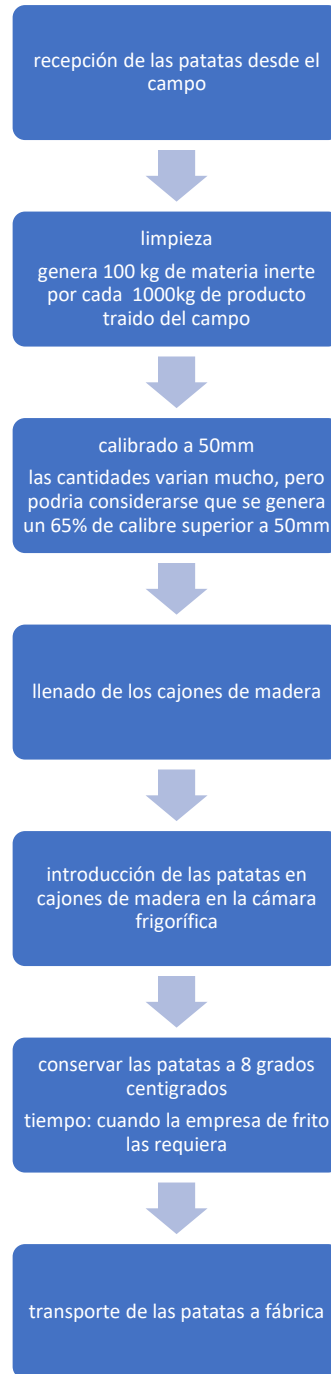 recepción de las patatas desde el
campo
limpieza
genera 100 kg de materia inerte
por cada 1000kg de producto
traido del campo
calibrado a 50mm
las cantidades varian mucho, pero
podria considerarse que se genera
un 65% de calibre superior a 50mm
llenado de los cajones de madera
introducción de las patatas en
cajones de madera en la cámara
frigorífica
conservar las patatas a 8 grados
centigrados
tiempo: cuando la empresa de frito
las requiera
transporte de las patatas a fábrica